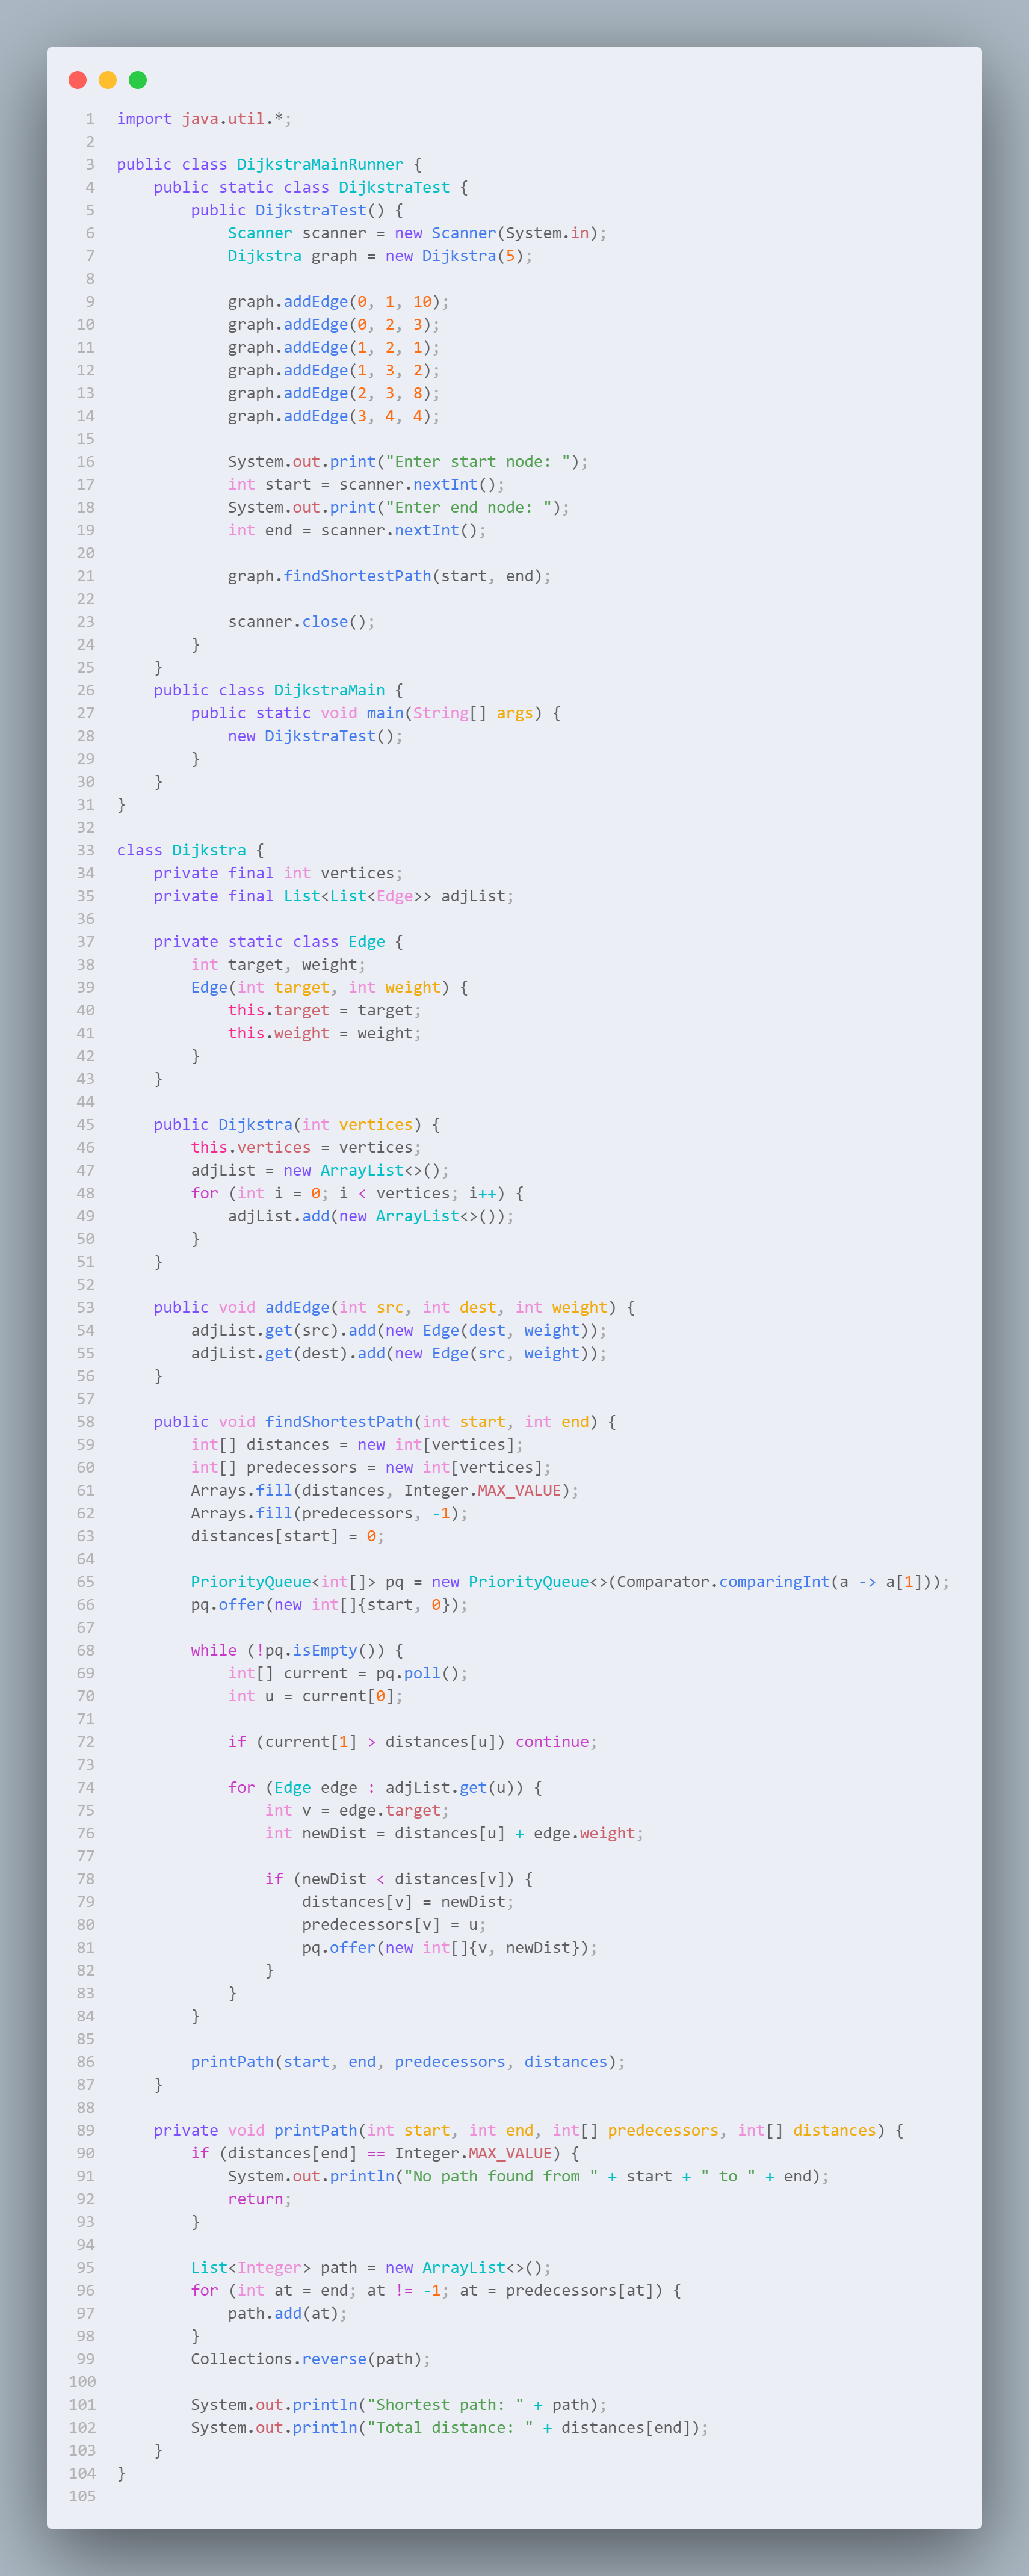 1 import java.util.*;
2
3 public class DijkstraMainRunner {
4     public static class DijkstraTest {
5         public DijkstraTest() {
6             Scanner scanner = new Scanner(System.in);
7             Dijkstra graph = new Dijkstra(5);
8
9             graph.addEdge(0, 1, 10);
10             graph.addEdge(0, 2, 3);
11             graph.addEdge(1, 2, 1);
12             graph.addEdge(1, 3, 2);
13             graph.addEdge(2, 3, 8);
14             graph.addEdge(3, 4, 4);
15
16             System.out.print("Enter start node: ");
17             int start = scanner.nextInt();
18             System.out.print("Enter end node: ");
19             int end = scanner.nextInt();
20
21             graph.findShortestPath(start, end);
22
23             scanner.close();
24         }
25     }
26     public class DijkstraMain {
27         public static void main(String[] args) {
28             new DijkstraTest();
29         }
30     }
31 }
32
33 class Dijkstra {
34     private final int vertices;
35     private final List<List<Edge>> adjList;
36
37     private static class Edge {
38         int target, weight;
39         Edge(int target, int weight) {
40             this.target = target;
41             this.weight = weight;
42         }
43     }
44
45     public Dijkstra(int vertices) {
46         this.vertices = vertices;
47         adjList = new ArrayList<>();
48         for (int i = 0; i < vertices; i++) {
49             adjList.add(new ArrayList<>());
50         }
51     }
52
53     public void addEdge(int src, int dest, int weight) {
54         adjList.get(src).add(new Edge(dest, weight));
55         adjList.get(dest).add(new Edge(src, weight));
56     }
57
58     public void findShortestPath(int start, int end) {
59         int[] distances = new int[vertices];
60         int[] predecessors = new int[vertices];
61         Arrays.fill(distances, Integer.MAX_VALUE);
62         Arrays.fill(predecessors, -1);
63         distances[start] = 0;
64
65         PriorityQueue<int[]> pq = new PriorityQueue<>(Comparator.comparingInt(a -> a[1]));
66         pq.offer(new int[]{start, 0});
67
68         while (!pq.isEmpty()) {
69             int[] current = pq.poll();
70             int u = current[0];
71
72             if (current[1] > distances[u]) continue;
73
74             for (Edge edge : adjList.get(u)) {
75                 int v = edge.target;
76                 int newDist = distances[u] + edge.weight;
77
78                 if (newDist < distances[v]) {
79                     distances[v] = newDist;
80                     predecessors[v] = u;
81                     pq.offer(new int[]{v, newDist});
82                 }
83             }
84         }
85
86         printPath(start, end, predecessors, distances);
87     }
88
89     private void printPath(int start, int end, int[] predecessors, int[] distances) {
90         if (distances[end] == Integer.MAX_VALUE) {
91             System.out.println("No path found from " + start + " to " + end);
92             return;
93         }
94
95         List<Integer> path = new ArrayList<>();
96         for (int at = end; at != -1; at = predecessors[at]) {
97             path.add(at);
98         }
99         Collections.reverse(path);
100
101         System.out.println("Shortest path: " + path);
102         System.out.println("Total distance: " + distances[end]);
103     }
104 }
105